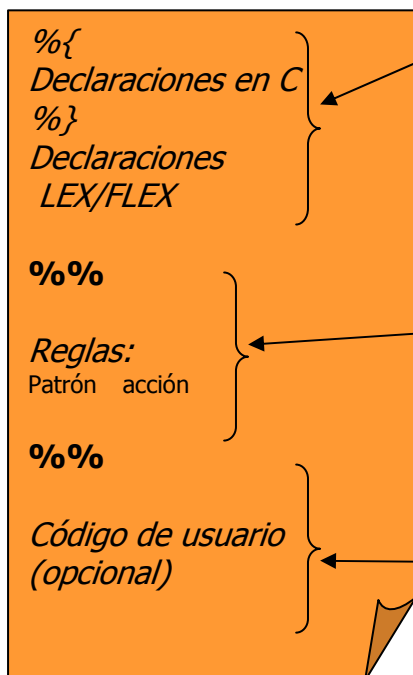 %{
Declaraciones en C
%}
Declaraciones
LEX/FLEX
%%
Reglas:
Patrón acción
%%
Código de usuario
(opcional)